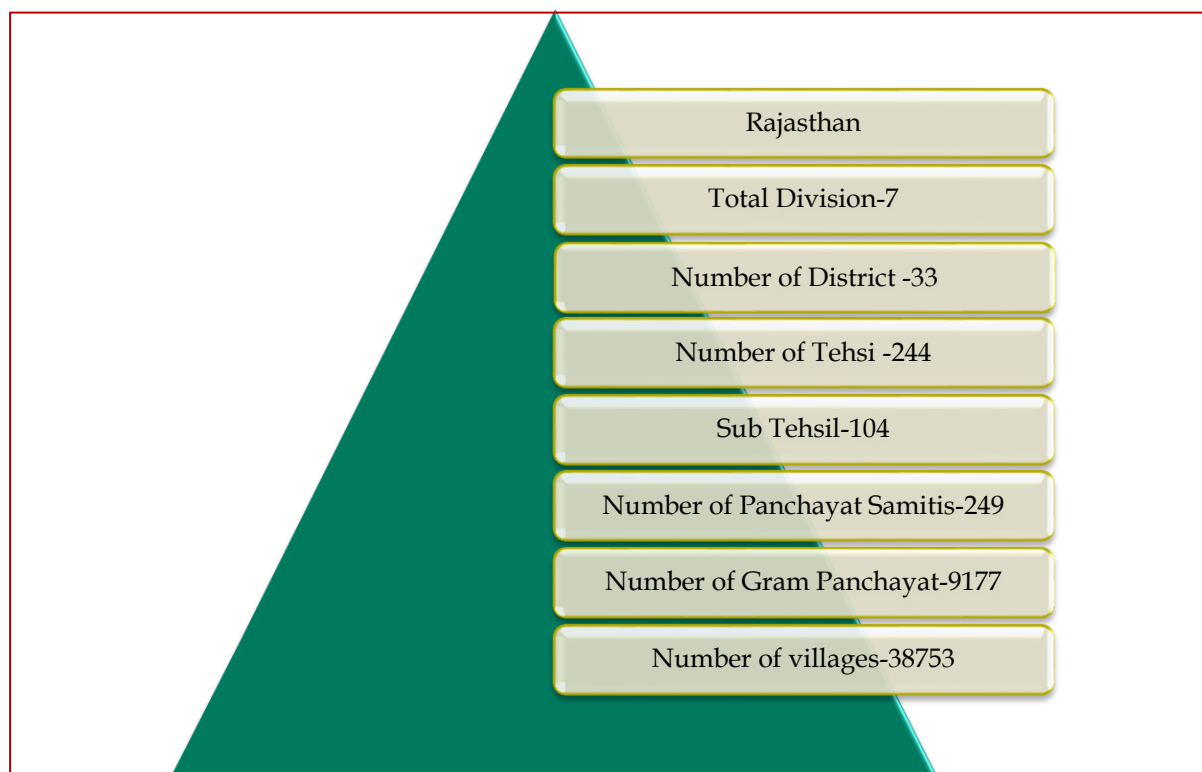 Rajasthan
Total Division-7
Number of District -33
Number of Tehsi -244
Sub Tehsil-104
Number of Panchayat Samitis-249
Number of Gram Panchayat-9177
Number of villages-38753